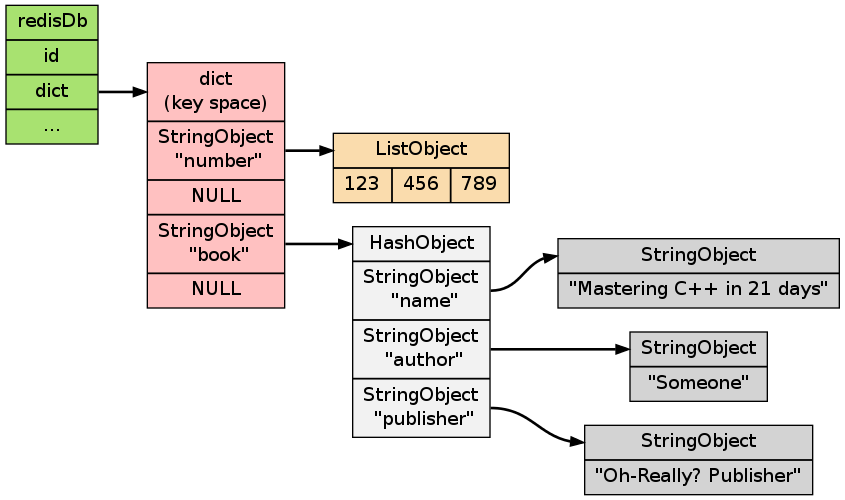 redisDb
id
dict
...
dict
(key space)
StringObject
"number"
NULL
StringObject
"book"
NULL
ListObject
123 456 789
HashObject
StringObject
"name"
StringObject
"author"
StringObject
"publisher"
StringObject
"Mastering C++ in 21 days"
StringObject
"Someone"
StringObject
"Oh-Really? Publisher"